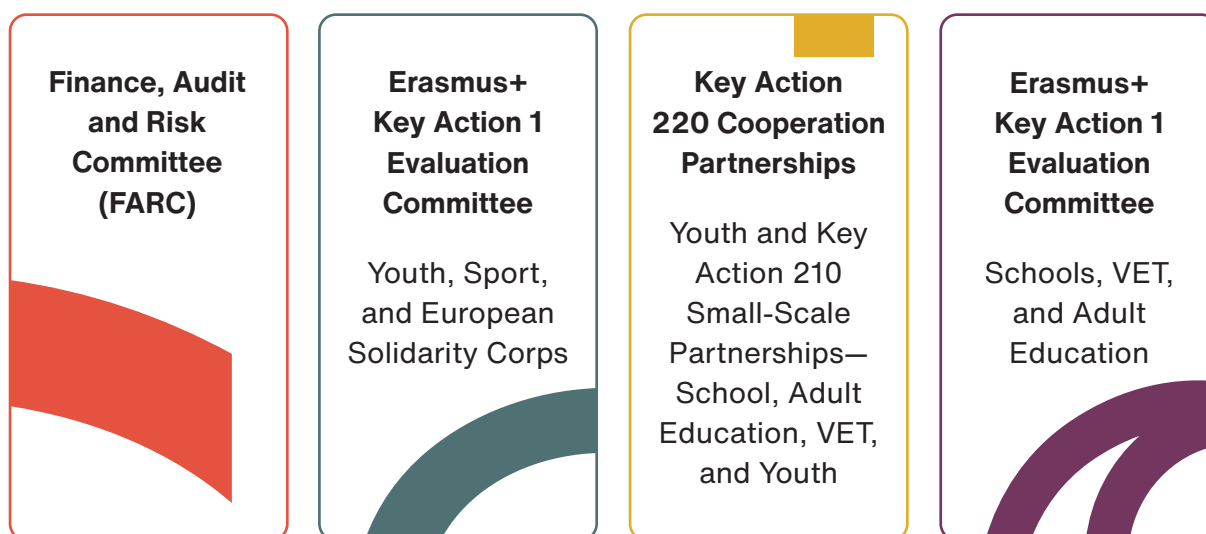 Finance, Audit
and Risk
Committee
(FARC)
Erasmus+
Key Action 1
Evaluation
Committee
Youth, Sport,
and European
Solidarity Corps
Key Action
220 Cooperation
Partnerships
Youth and Key
Action 210
Small-Scale
Partnerships—
School, Adult
Education, VET,
and Youth
Erasmus+
Key Action 1
Evaluation
Committee
Schools, VET,
and Adult
Education